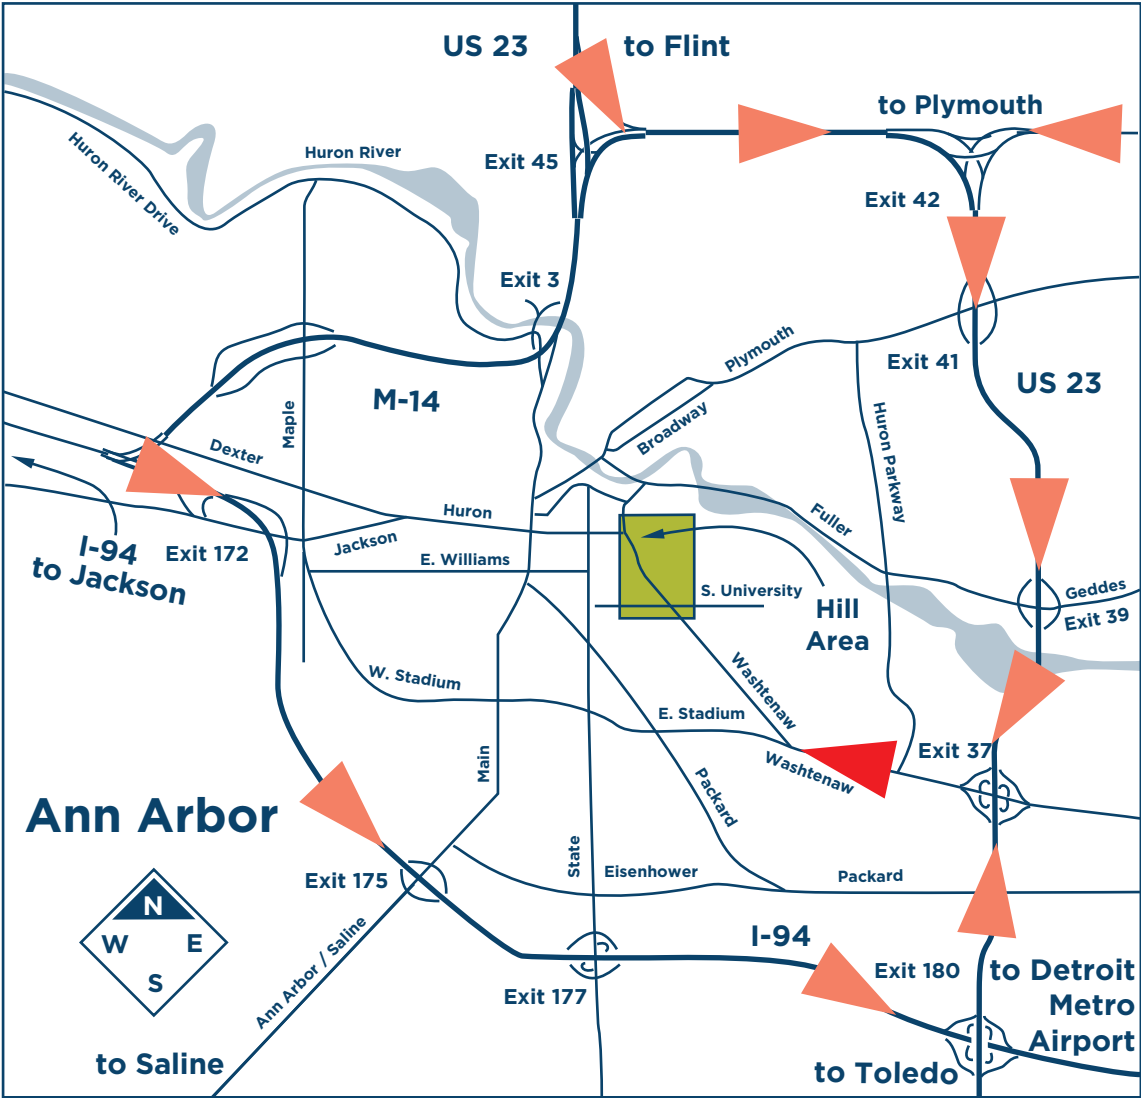 US 23
to Flint
to Plymouth
Huron River
Exit 45
Huron River Drive
Exit 42
Exit 3
Plymouth
Exit 41
US 23
M-14
Maple
Broadway
Huron Parkway
Dexter
Huron
Fuller
Jackson
I-94
to Jackson
Exit 172
E. Williams
S. University
Hill
Area
Geddes
Exit 39
W. Stadium
Washtenaw
E. Stadium
Main
Washtenaw
Exit 37
Packard
Ann Arbor
State
Exit 175
Eisenhower
Packard
N
W
E
S
Ann Arbor / Saline
I-94
Exit 180
to Detroit
Metro
Airport
Exit 177
to Saline
to Toledo